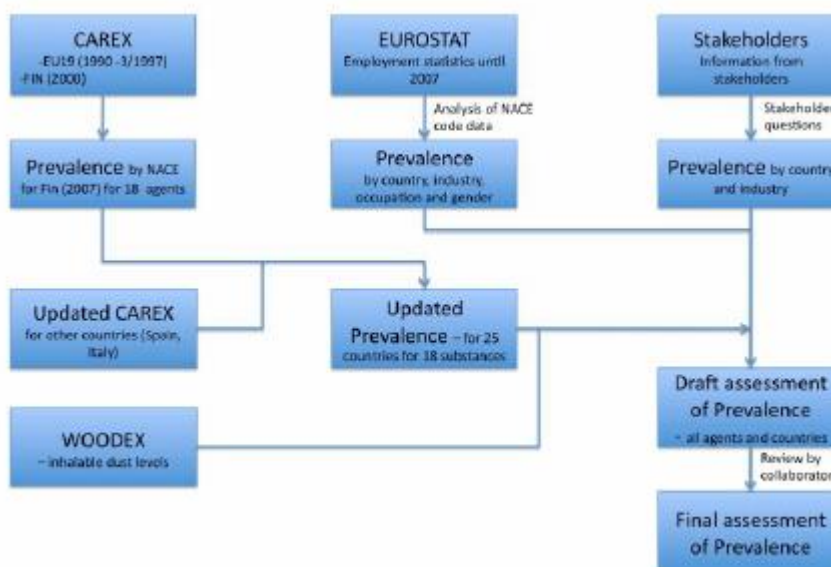 CAREX
-EU19 (1990 -3/1997)
-FIN (2000)
EUROSTAT
Employment statistics until
2007
Stakeholders
Information from
stakeholders
Analysis of NACE
code data
Stakeholder
questions
Prevalence by NACE
for Fin (2007) for 18 agents
Prevalence
by country, industry,
occupation and gender
Prevalence by country
and industry
Updated CAREX
for other countries (Spain,
Italy)
Updated
Prevalence – for 25
countries for 18 substances
Draft assessment
of Prevalence
– all agents and countries
WOODEX
– inhalable dust levels
Review by
collaborator
Final assessment
of Prevalence